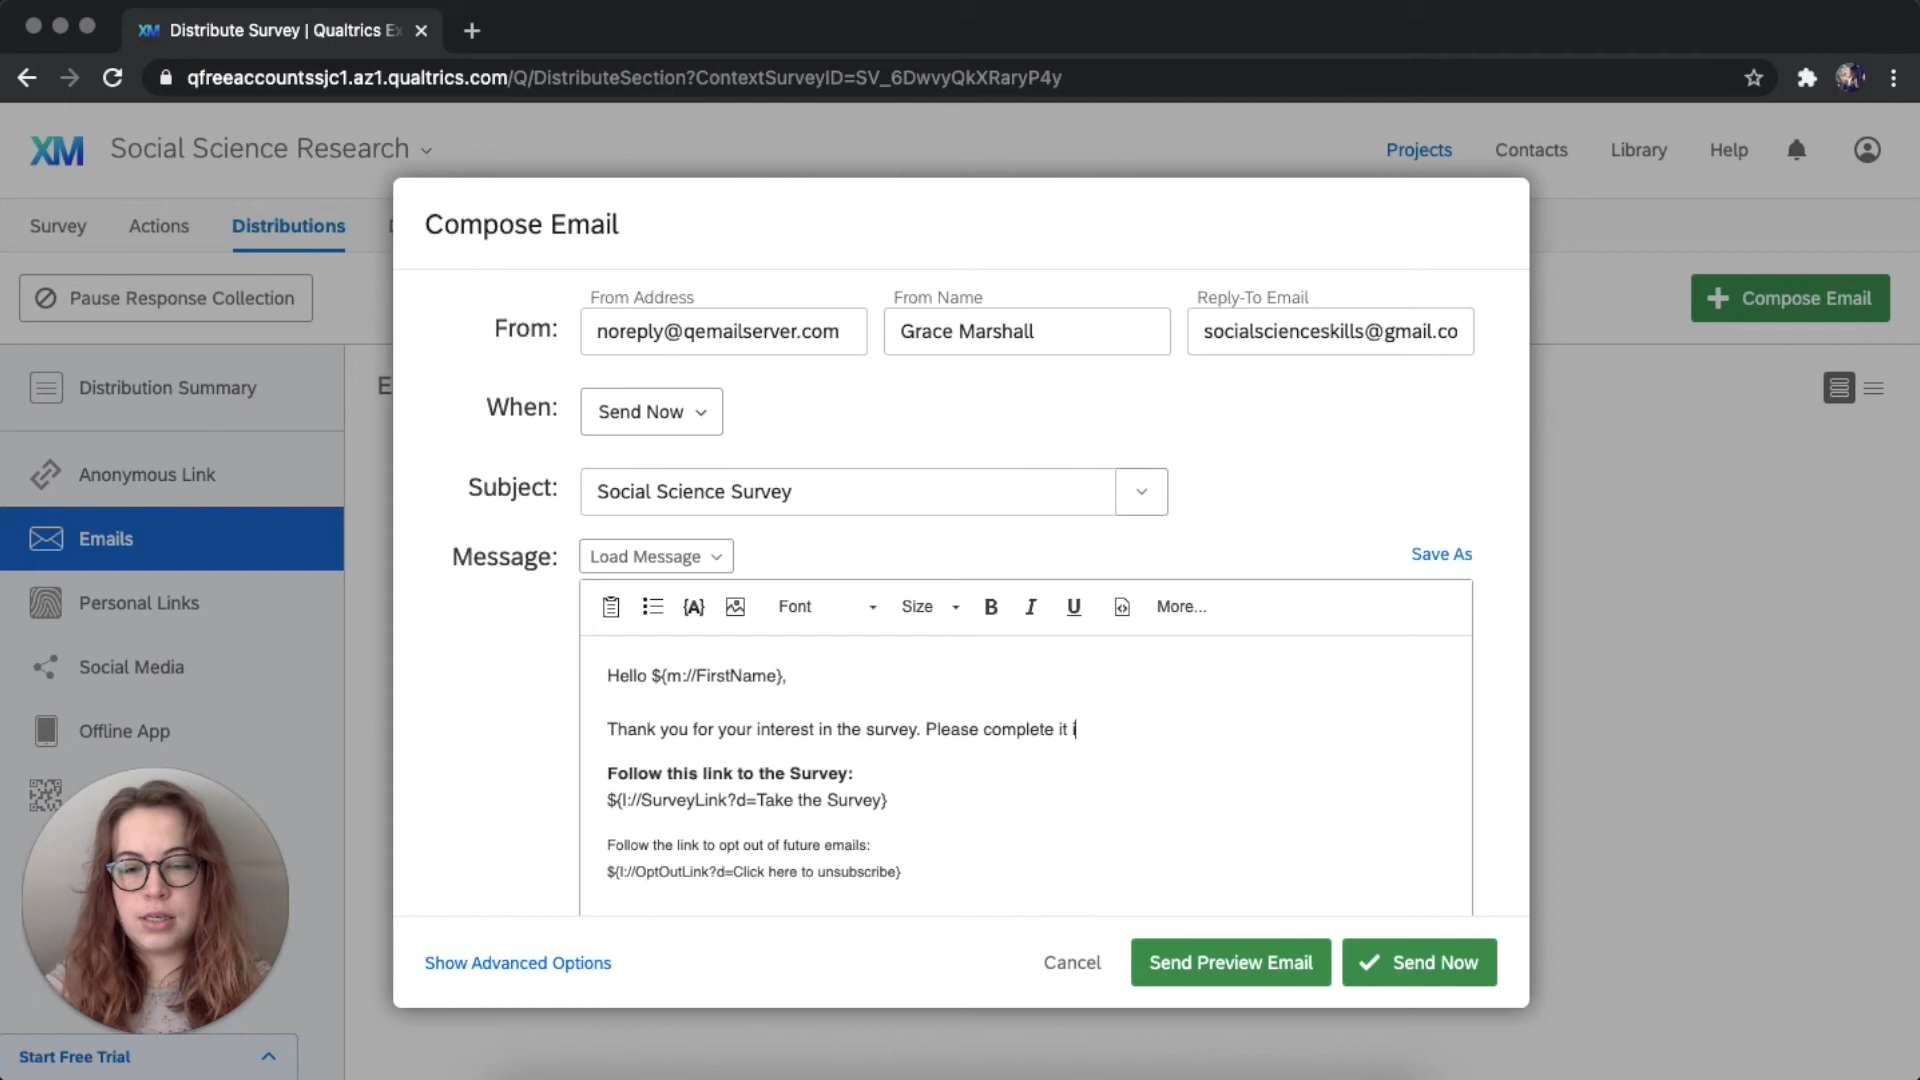 Distribute Survey | Qualtrics Ex
qfreeaccountssjc1.az1.qualtrics.com/Q/DistributeSection?ContextSurveyID=SV_6DwvyQkXRaryP4y
XM Social Science Research
Projects Contacts Library Help
Survey Actions Distributions
Pause Response Collection
Compose Email
Distribution Summary
Anonymous Link
Emails
Personal Links
Social Media
Offline App
Start Free Trial
Compose Email
From Address From Name Reply-To Email
From: noreply@qemailserver.com Grace Marshall socialscienceskills@gmail.co
When: Send Now
Subject: Social Science Survey
Message: Load Message Save As
{A} Font Size B I U More...
Hello ${m://FirstName},
Thank you for your interest in the survey. Please complete it i
Follow this link to the Survey:
${l://SurveyLink?d=Take the Survey}
Follow the link to opt out of future emails:
${l://OptOutLink?d=Click here to unsubscribe}
Show Advanced Options Cancel Send Preview Email Send Now